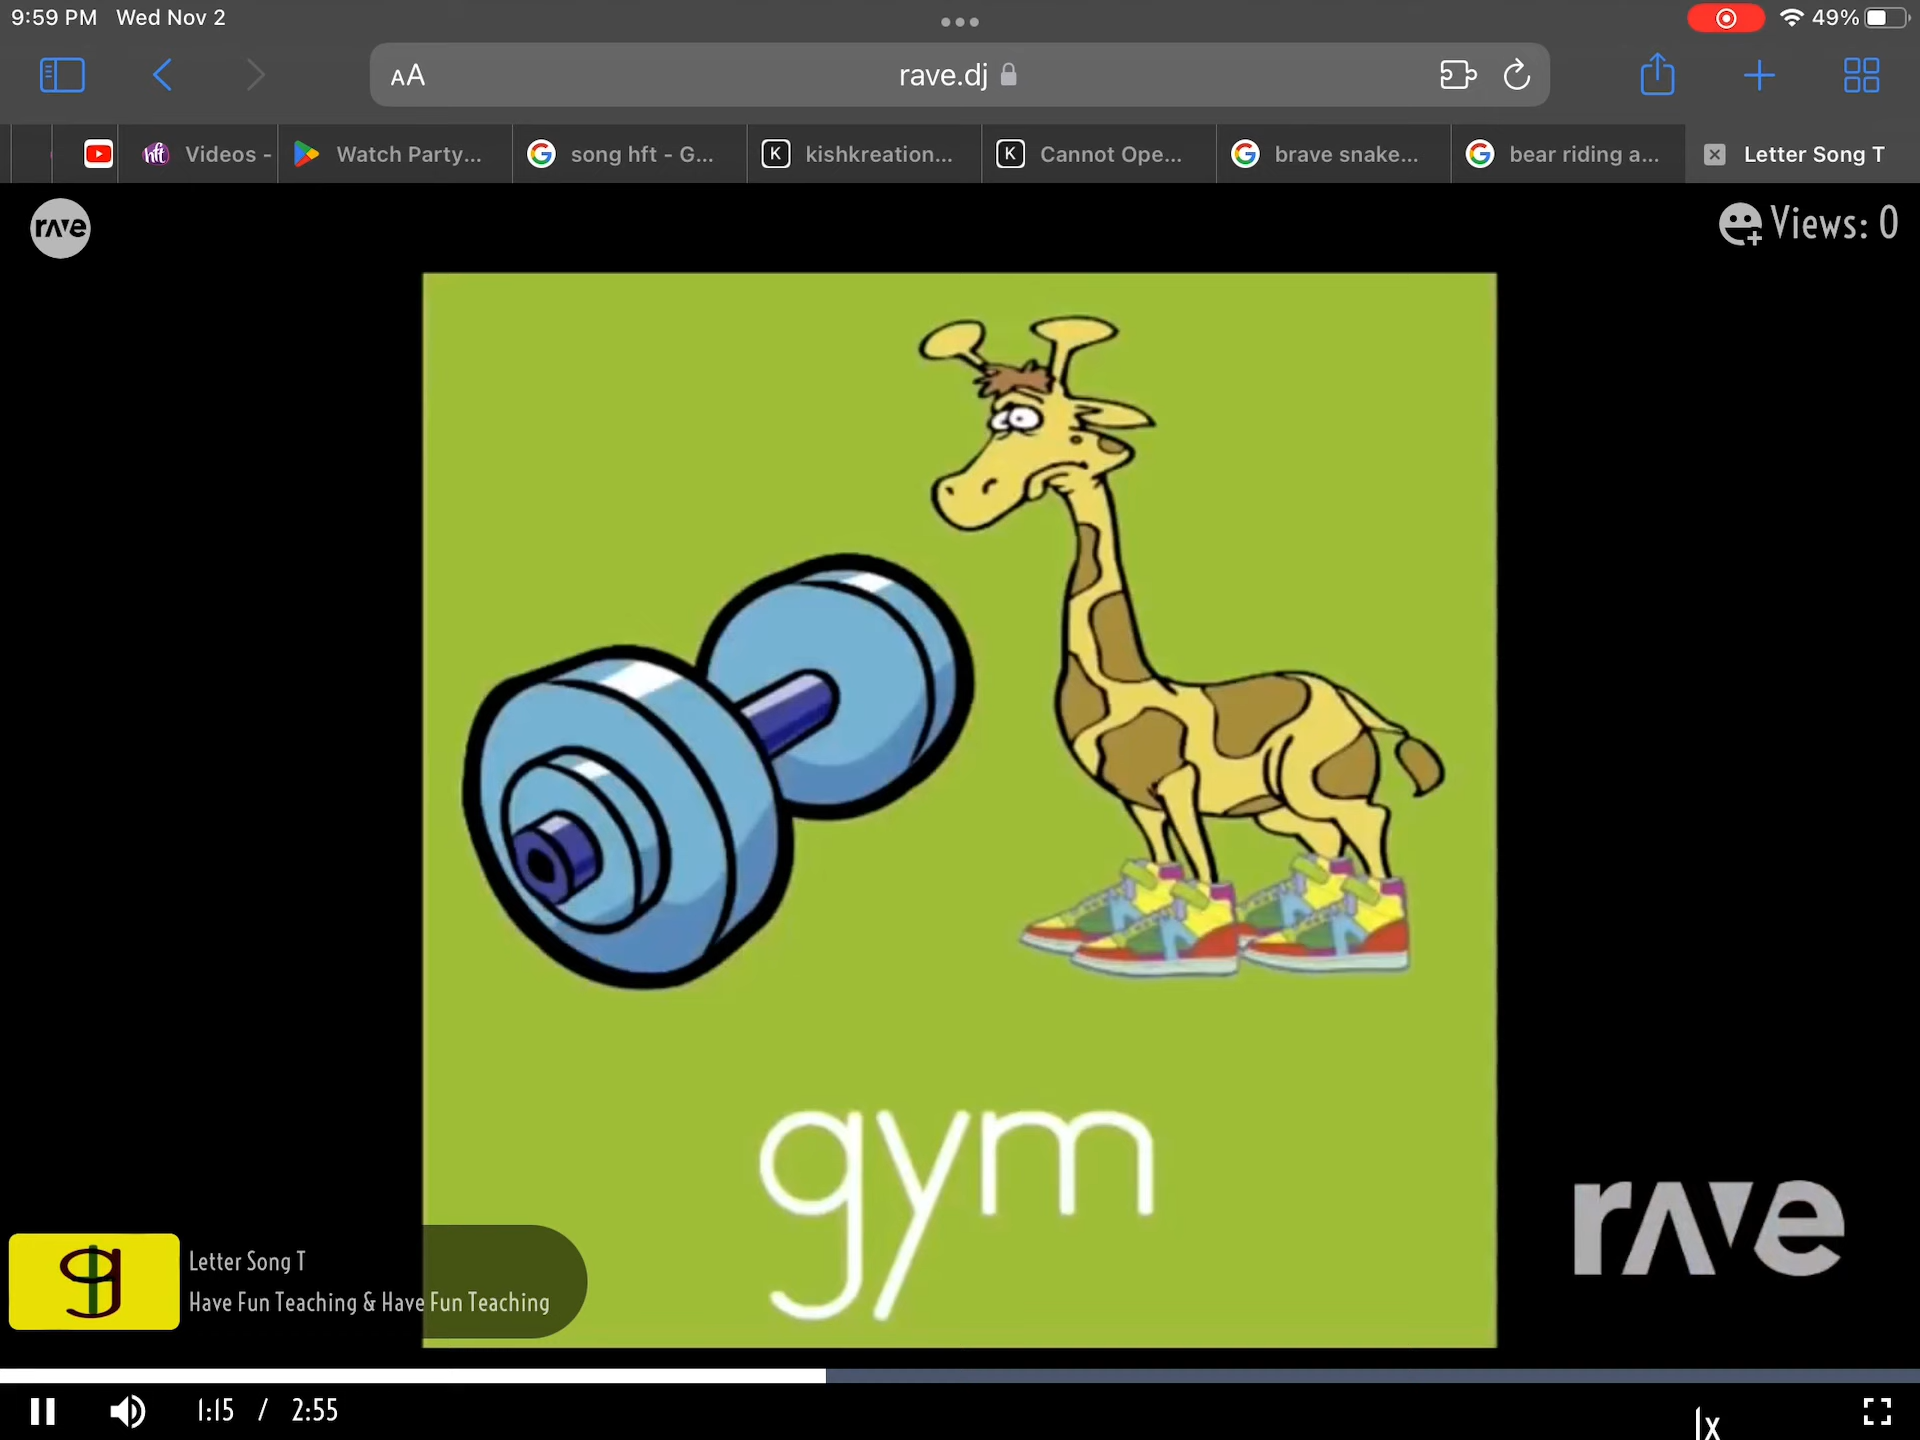 9:59 PM Wed Nov 2
49%
AA
rave.dj
hft Videos -
Watch Party...
song hft - G...
K kishkreation...
K Cannot Ope...
brave snake...
bear riding a...
Letter Song T
rave
Views: 0
gym
rave
g
Letter Song T
Have Fun Teaching & Have Fun Teaching
1:15 / 2:55
1x